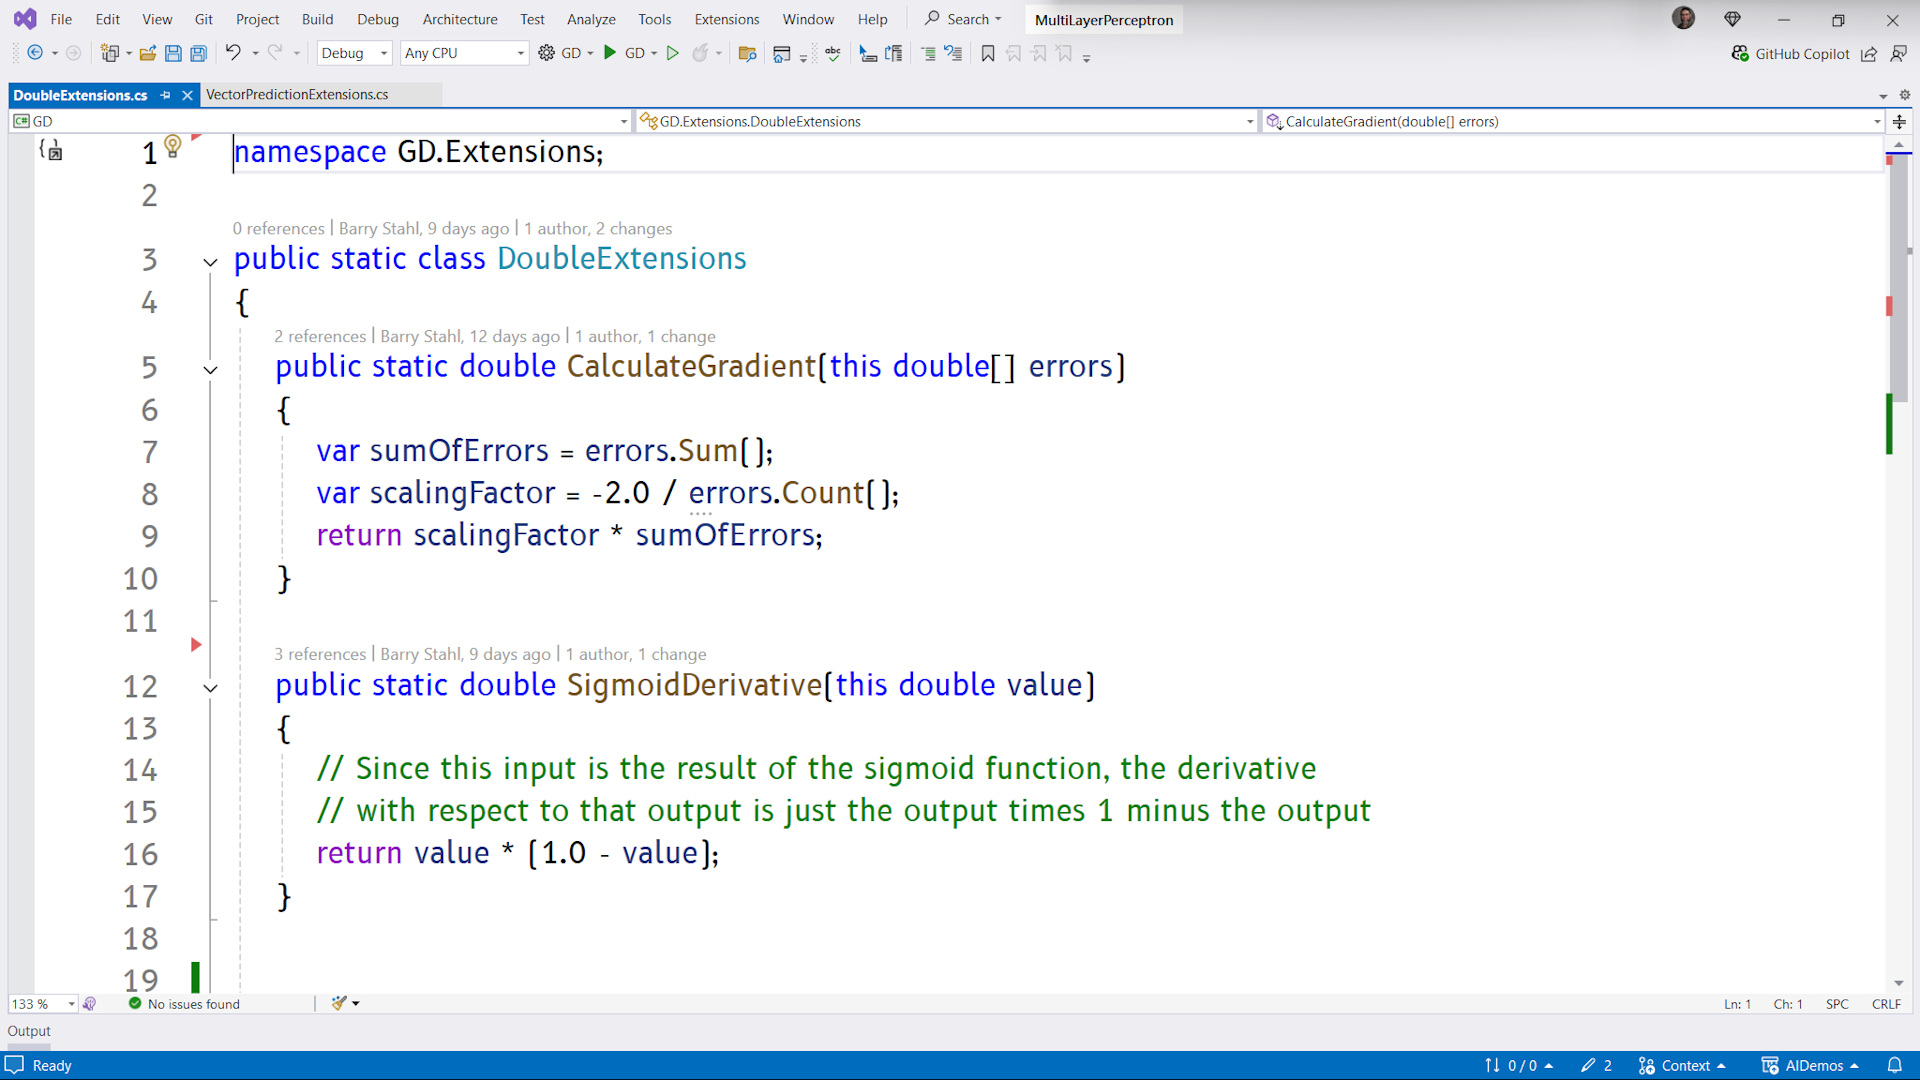 File Edit View Git Project Build Debug Architecture Test Analyze Tools Extensions Window Help Search MultiLayerPerceptron
Debug Any CPU GD GD abc GitHub Copilot
DoubleExtensions.cs VectorPredictionExtensions.cs
C# GD GD.Extensions.DoubleExtensions CalculateGradient(double[] errors)
1 namespace GD.Extensions;
2
0 references | Barry Stahl, 9 days ago | 1 author, 2 changes
3 public static class DoubleExtensions
4 {
2 references | Barry Stahl, 12 days ago | 1 author, 1 change
5 public static double CalculateGradient(this double[] errors)
6 {
7 var sumOfErrors = errors.Sum();
8 var scalingFactor = -2.0 / errors.Count();
9 return scalingFactor * sumOfErrors;
10 }
11
3 references | Barry Stahl, 9 days ago | 1 author, 1 change
12 public static double SigmoidDerivative(this double value)
13 {
14 // Since this input is the result of the sigmoid function, the derivative
15 // with respect to that output is just the output times 1 minus the output
16 return value * (1.0 - value);
17 }
18
19
133 % No issues found Ln: 1 Ch: 1 SPC CRLF
Output
Ready 0 / 0 2 Context AIDemos